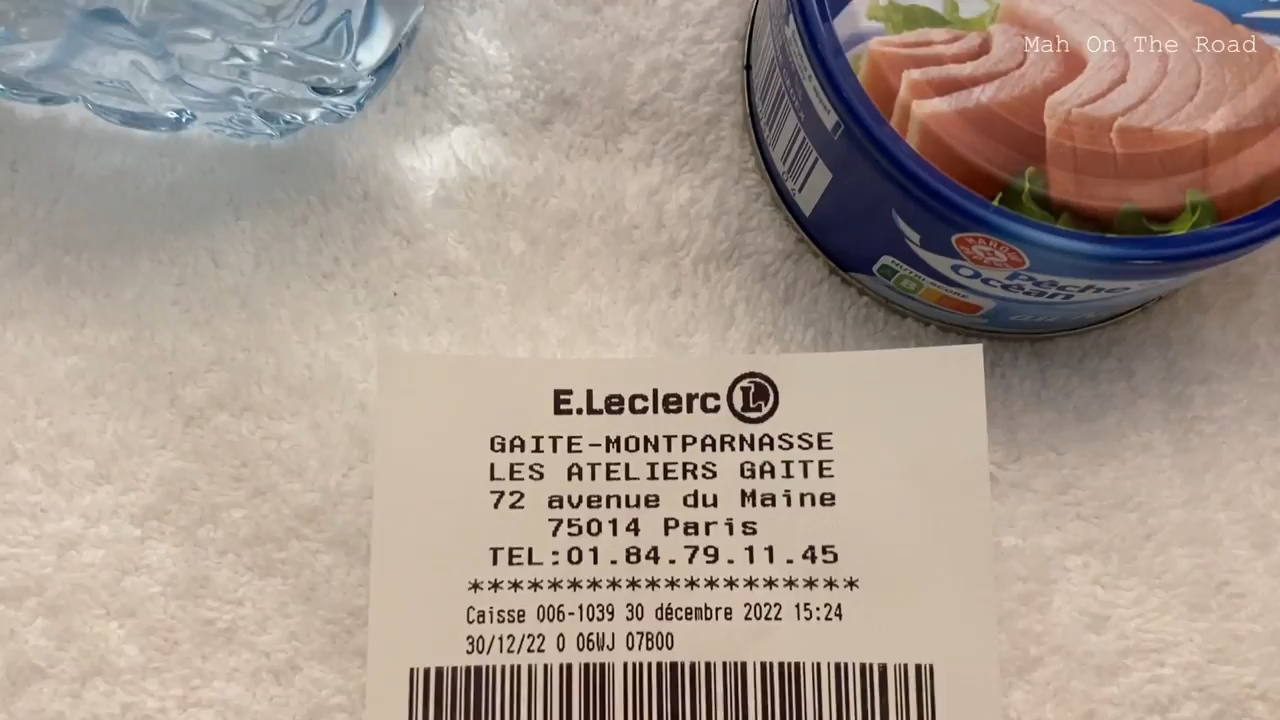 Mah On The Road
NUTRI-SCORE
B
Pêche
Océan
E.Leclerc L
GAITE-MONTPARNASSE
LES ATELIERS GAITE
72 avenue du Maine
75014 Paris
TEL:01.84.79.11.45
********************
Caisse 006-1039 30 décembre 2022 15:24
30/12/22 0 06WJ 07B00